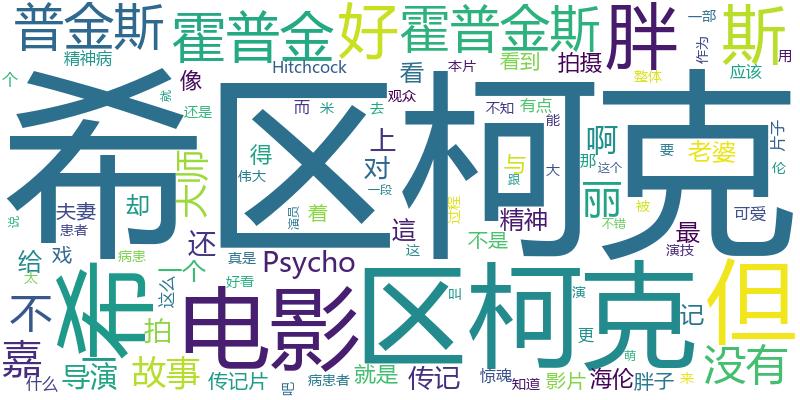 普普斯
霍普金
好
霍普金斯
胖
斯
一部
作为
用
精神病
个
像
Hitchcock
看
本片
看到
拍摄
整体
应该
希区柯克
就
还是
而
米
去
观众
不知
有点
能
啊
那
这个
要
老婆
片子
伦
大师
得
伟大
一段
上
对
与
跟
大
丽
说
夫妻
患者
却
演员
着
這
这
精神
不是
过程
不错
被
最
演技
可爱
给
戏
太
病患
还
一个
这么
真是
好看
Psycho
不
希
电影
区柯克
叫
演
更
记
但
嘉
导演
拍
故事
什么
传记片
吧
病患者
就是
传记
惊魂
知道
影片
萌
海伦
胖子
来
没有